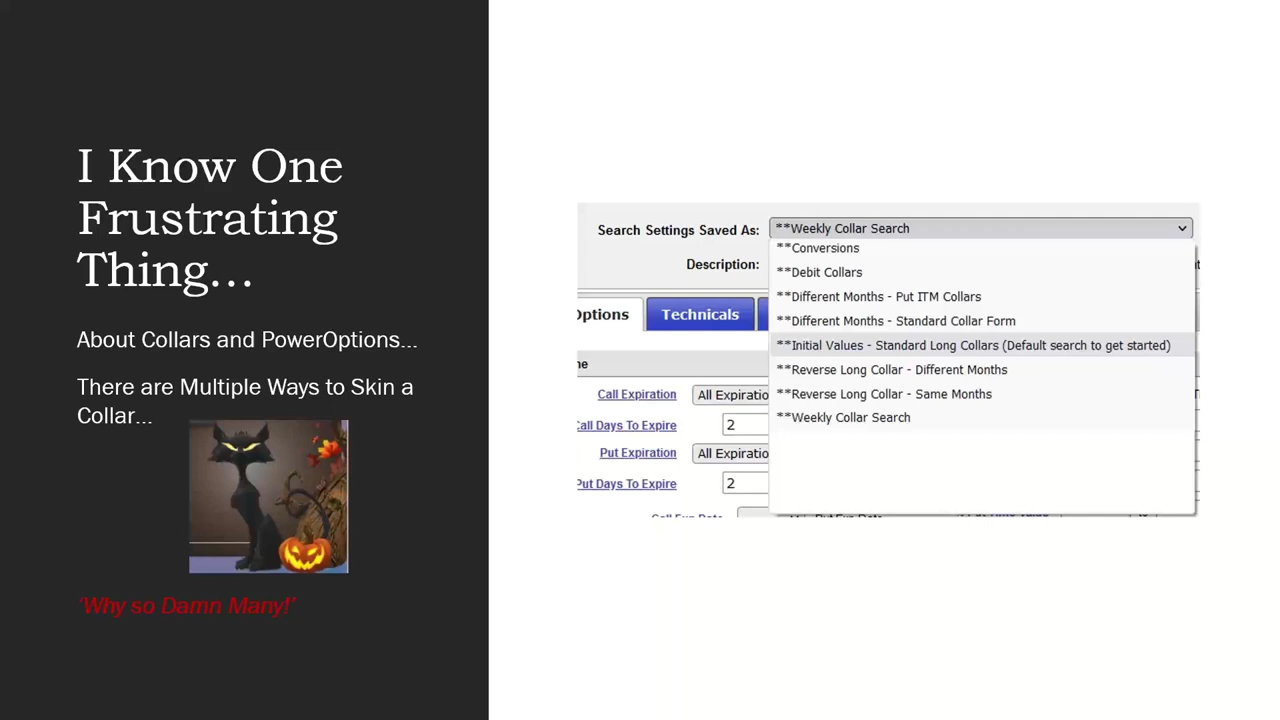 I Know One
Frustrating
Thing...
About Collars and PowerOptions...
There are Multiple Ways to Skin a
Collar...
'Why so Damn Many!'
Search Settings Saved As: **Weekly Collar Search
Description:
**Conversions
**Debit Collars
**Different Months - Put ITM Collars
**Different Months - Standard Collar Form
**Initial Values - Standard Long Collars (Default search to get started)
**Reverse Long Collar - Different Months
**Reverse Long Collar - Same Months
**Weekly Collar Search
Options Technicals
ne
Call Expiration All Expiratio
Call Days To Expire 2
Put Expiration All Expiratio
Put Days To Expire 2